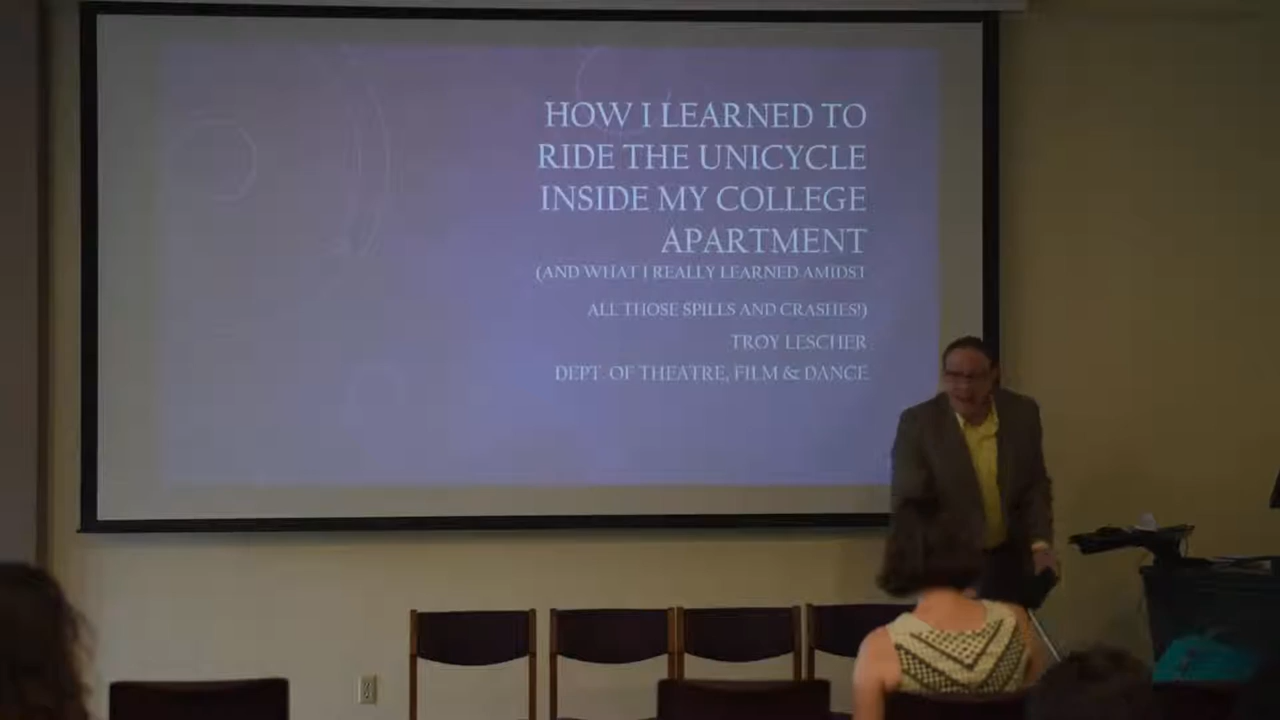 HOW I LEARNED TO
RIDE THE UNICYCLE
INSIDE MY COLLEGE
APARTMENT
(AND WHAT I REALLY LEARNED AMIDST
ALL THOSE SPILLS AND CRASHES!)
TROY LESCHER
DEPT. OF THEATRE, FILM & DANCE